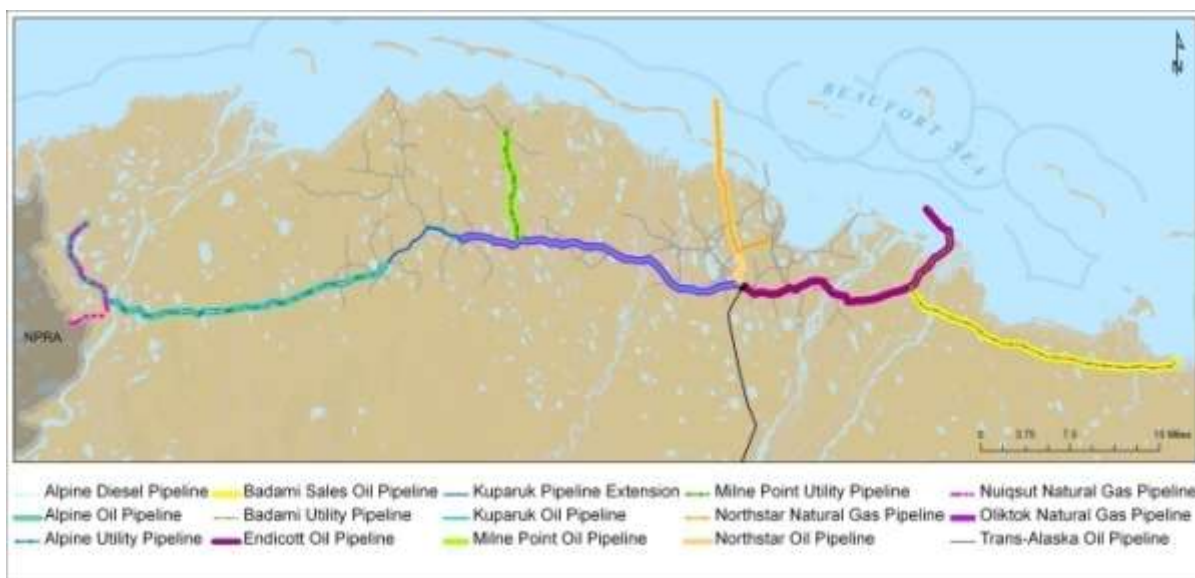 N
BEAUFORT SEA
NPRA
0 3.75 7.5 15 Miles
Alpine Diesel Pipeline Badami Sales Oil Pipeline Kuparuk Pipeline Extension Milne Point Utility Pipeline Nuiqsut Natural Gas Pipeline
Alpine Oil Pipeline Badami Utility Pipeline Kuparuk Oil Pipeline Northstar Natural Gas Pipeline Oliktok Natural Gas Pipeline
Alpine Utility Pipeline Endicott Oil Pipeline Milne Point Oil Pipeline Northstar Oil Pipeline Trans-Alaska Oil Pipeline